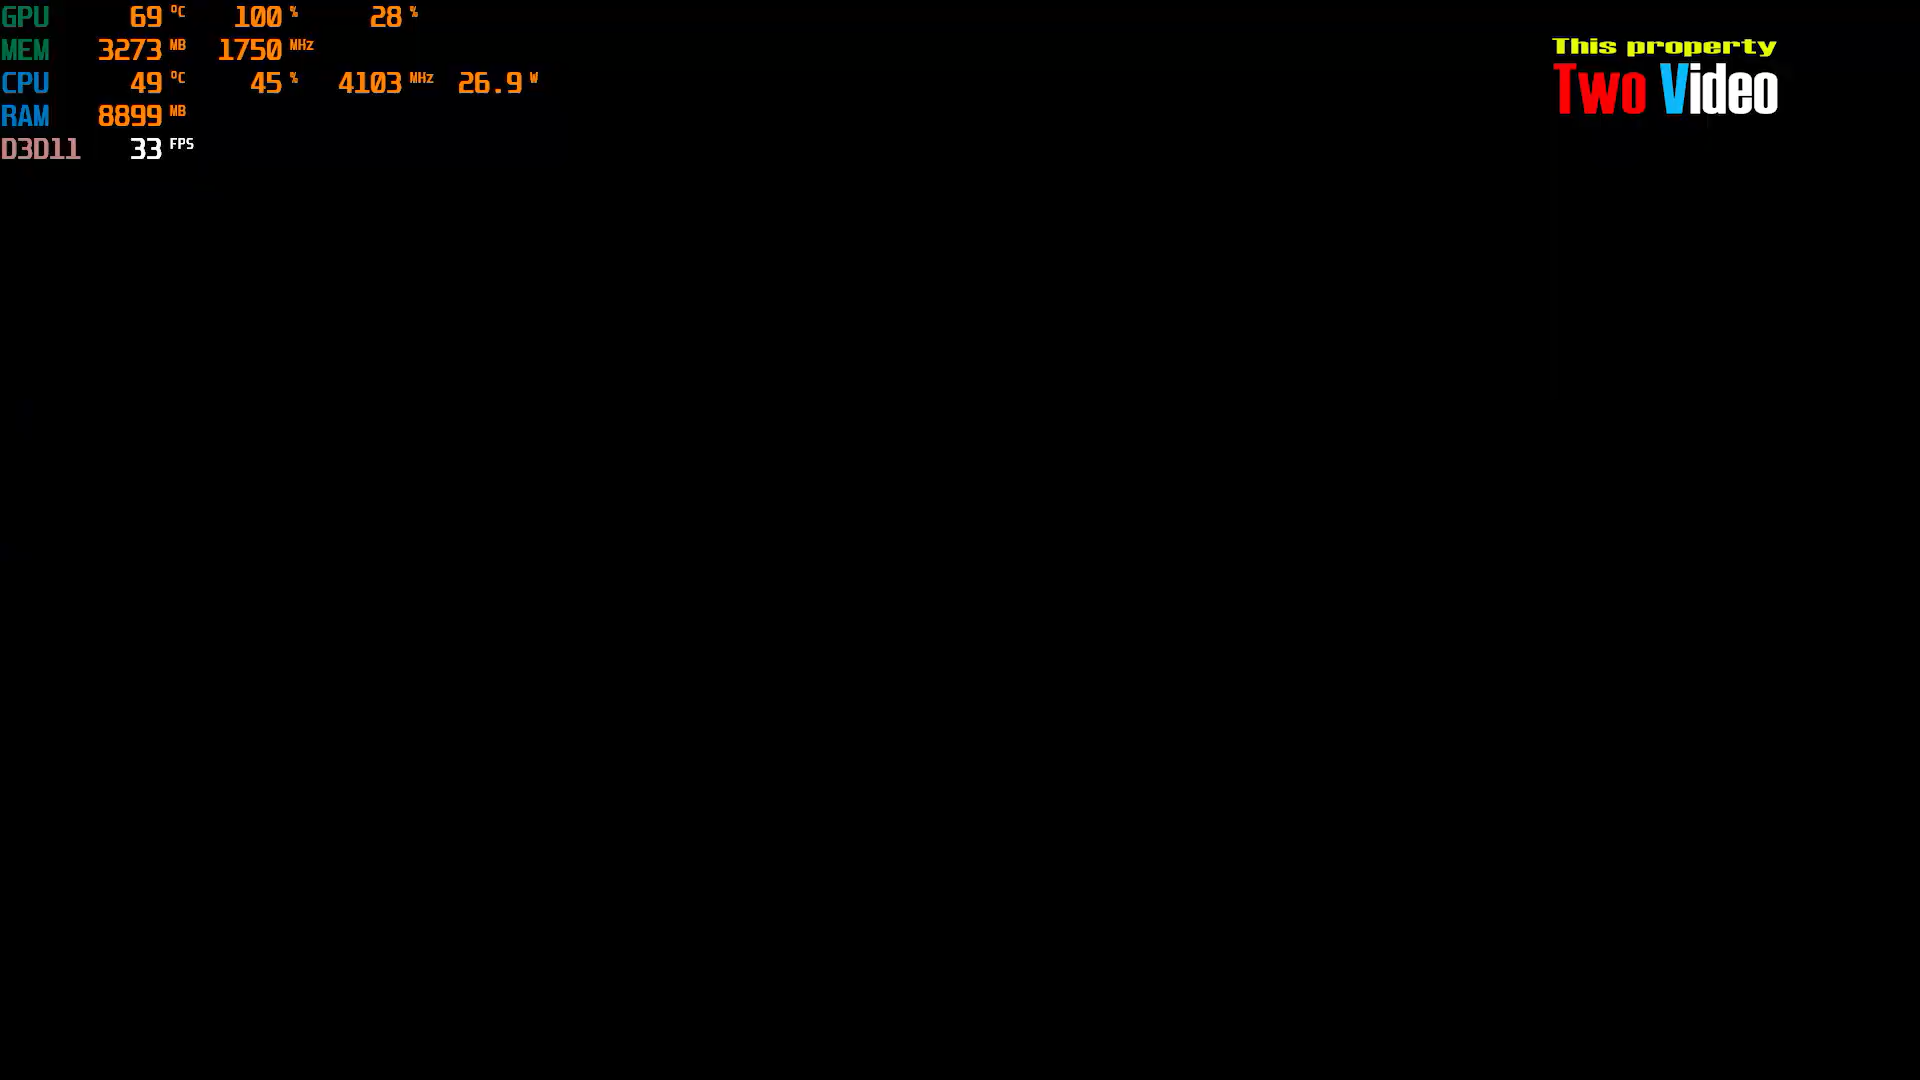 GPU 69 °C 100 % 28 %
MEM 3273 MB 1750 MHz
CPU 49 °C 45 % 4103 MHz 26.9 W
RAM 8899 MB
D3D11 33 FPS
This property
Two Video